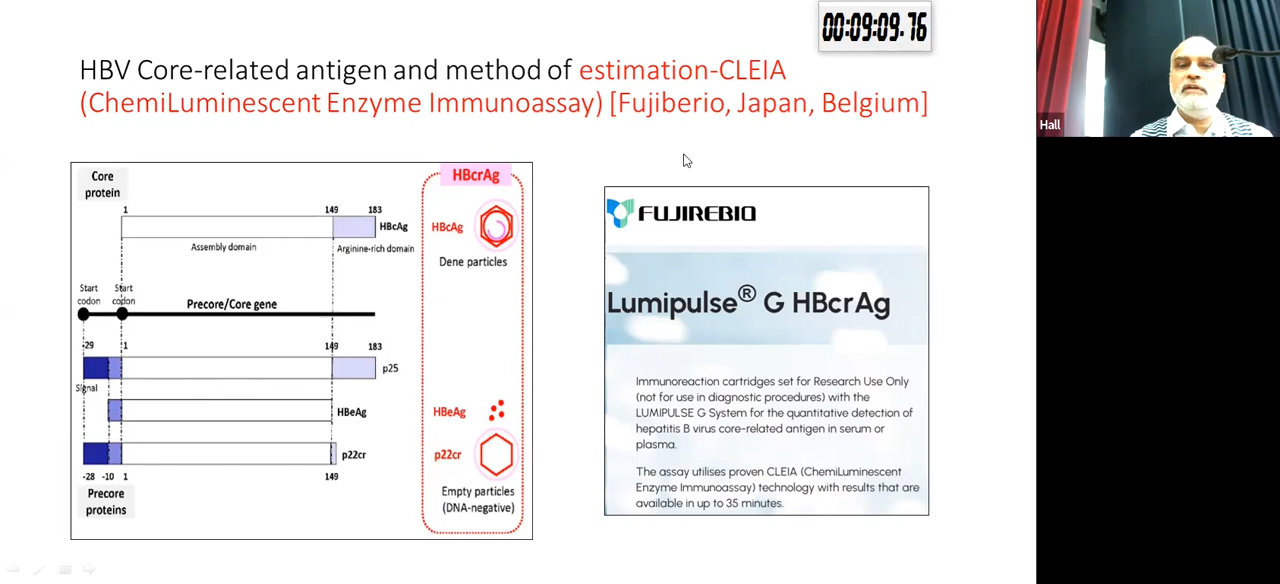 00:09:09.76
HBV Core-related antigen and method of estimation-CLEIA
(ChemiLuminescent Enzyme Immunoassay) [Fujiberio, Japan, Belgium]
Hall
Core
protein
1
149
183
HBcAg
Assembly domain
Arginine-rich domain
Start
codon
Start
codon
Precore/Core gene
-29
1
149
183
p25
Signal
HBeAg
p22cr
-28
-10
1
149
Precore
proteins
HBcrAg
HBcAg
Dene particles
HBeAg
p22cr
Empty particles
(DNA-negative)
FUJIREBIO
Lumipulse® G HBcrAg
Immunoreaction cartridges set for Research Use Only
(not for use in diagnostic procedures) with the
LUMIPULSE G System for the quantitative detection of
hepatitis B virus core-related antigen in serum or
plasma.
The assay utilises proven CLEIA (ChemiLuminescent
Enzyme Immunoassay) technology with results that are
available in up to 35 minutes.